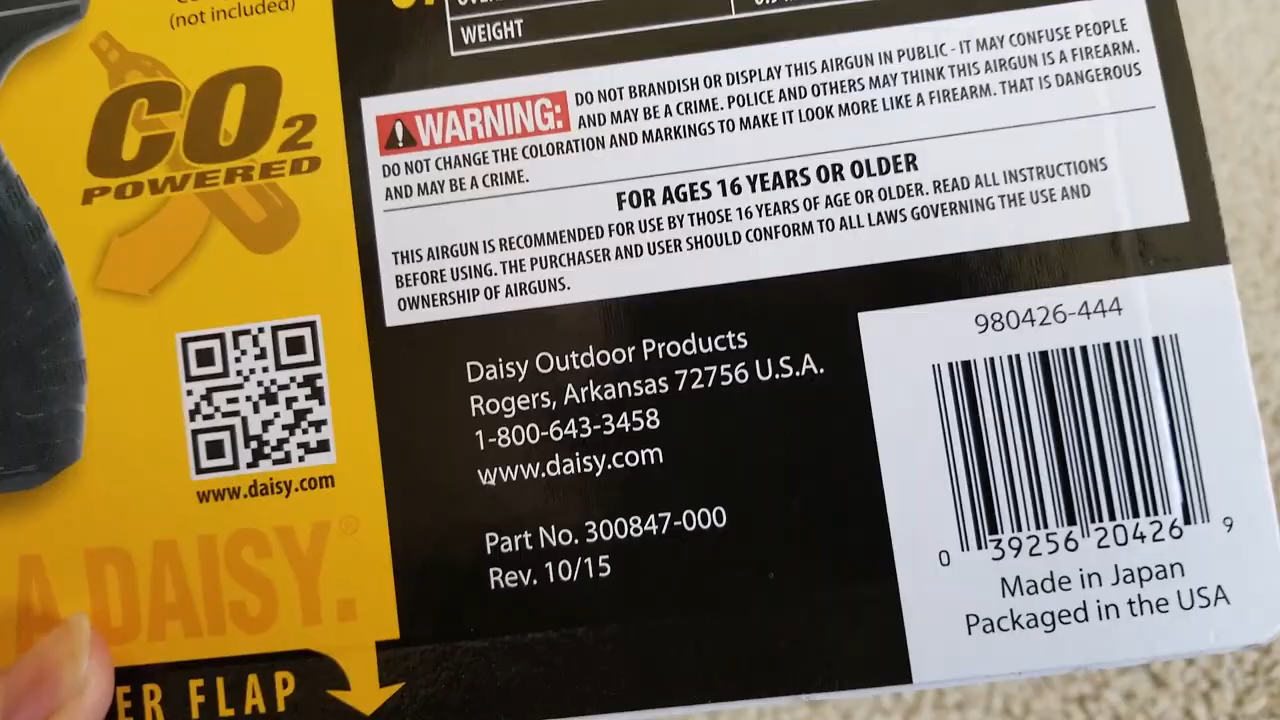 (not included)
WEIGHT
CO2
POWERED
WARNING:
DO NOT BRANDISH OR DISPLAY THIS AIRGUN IN PUBLIC - IT MAY CONFUSE PEOPLE
AND MAY BE A CRIME. POLICE AND OTHERS MAY THINK THIS AIRGUN IS A FIREARM.
DO NOT CHANGE THE COLORATION AND MARKINGS TO MAKE IT LOOK MORE LIKE A FIREARM. THAT IS DANGEROUS
AND MAY BE A CRIME.
FOR AGES 16 YEARS OR OLDER
THIS AIRGUN IS RECOMMENDED FOR USE BY THOSE 16 YEARS OF AGE OR OLDER. READ ALL INSTRUCTIONS
BEFORE USING. THE PURCHASER AND USER SHOULD CONFORM TO ALL LAWS GOVERNING THE USE AND
OWNERSHIP OF AIRGUNS.
www.daisy.com
Daisy Outdoor Products
Rogers, Arkansas 72756 U.S.A.
1-800-643-3458
www.daisy.com
Part No. 300847-000
Rev. 10/15
980426-444
0 39256 20426 9
Made in Japan
Packaged in the USA
A DAISY.®
ER FLAP